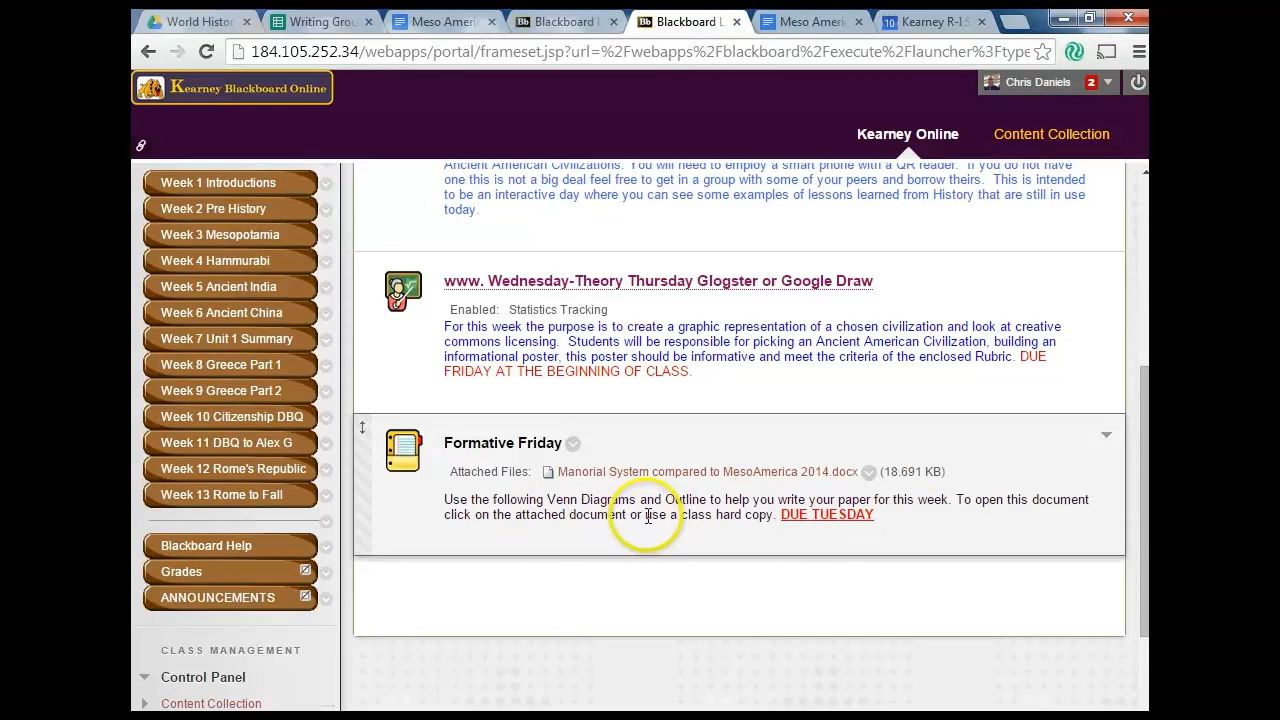 World Histor
Writing Grou
Meso Americ
Blackboard L
Blackboard L
Meso Americ
Kearney R-I S
184.105.252.34/webapps/portal/frameset.jsp?url=%2Fwebapps%2Fblackboard%2Fexecute%2Flauncher%3Ftype
Kearney Blackboard Online
Chris Daniels 2
Kearney Online
Content Collection
Week 1 Introductions
Week 2 Pre History
Week 3 Mesopotamia
Week 4 Hammurabi
Week 5 Ancient India
Week 6 Ancient China
Week 7 Unit 1 Summary
Week 8 Greece Part 1
Week 9 Greece Part 2
Week 10 Citizenship DBQ
Week 11 DBQ to Alex G
Week 12 Rome's Republic
Week 13 Rome to Fall
Blackboard Help
Grades
ANNOUNCEMENTS
CLASS MANAGEMENT
Control Panel
Content Collection
Ancient American Civilizations. You will need to employ a smart phone with a QR reader. If you do not have
one this is not a big deal feel free to get in a group with some of your peers and borrow theirs. This is intended
to be an interactive day where you can see some examples of lessons learned from History that are still in use
today.
www. Wednesday-Theory Thursday Glogster or Google Draw
Enabled: Statistics Tracking
For this week the purpose is to create a graphic representation of a chosen civilization and look at creative
commons licensing. Students will be responsible for picking an Ancient American Civilization, building an
informational poster, this poster should be informative and meet the criteria of the enclosed Rubric. DUE
FRIDAY AT THE BEGINNING OF CLASS.
Formative Friday
Attached Files: Manorial System compared to MesoAmerica 2014.docx (18.691 KB)
Use the following Venn Diagrams and Outline to help you write your paper for this week. To open this document
click on the attached document or use a class hard copy. DUE TUESDAY